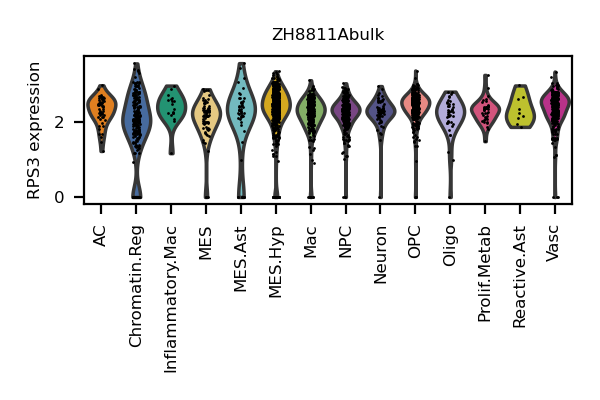 ZH8811Abulk
RPS3 expression
2
0
AC
Chromatin.Reg
Inflammatory.Mac
MES
MES.Ast
MES.Hyp
Mac
NPC
Neuron
OPC
Oligo
Prolif.Metab
Reactive.Ast
Vasc